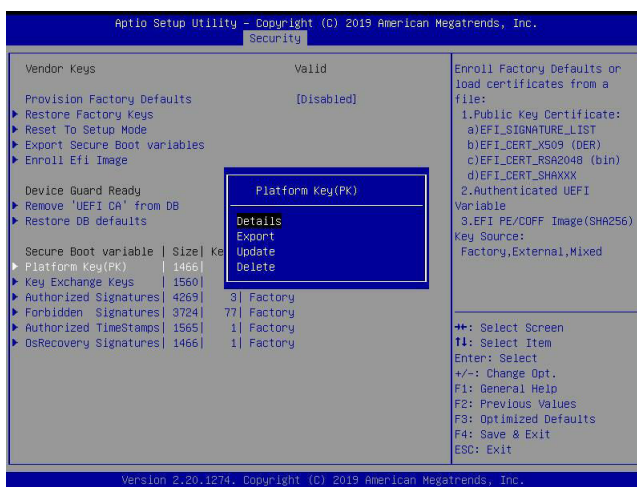 Aptio Setup Utility – Copyright (C) 2019 American Megatrends, Inc.
Security
Vendor Keys Valid
Provision Factory Defaults [Disabled]
Restore Factory Keys
Reset To Setup Mode
Export Secure Boot variables
Enroll Efi Image
Device Guard Ready
Remove 'UEFI CA' from DB
Restore DB defaults
Secure Boot variable | Size| Ke
Platform Key(PK) | 1466|
Key Exchange Keys | 1560|
Authorized Signatures| 4269| 3| Factory
Forbidden Signatures| 3724| 77| Factory
Authorized TimeStamps| 1565| 1| Factory
OsRecovery Signatures| 1466| 1| Factory
Platform Key(PK)
Details
Export
Update
Delete
Enroll Factory Defaults or
load certificates from a
file:
1.Public Key Certificate:
a)EFI_SIGNATURE_LIST
b)EFI_CERT_X509 (DER)
c)EFI_CERT_RSA2048 (bin)
d)EFI_CERT_SHAXXX
2.Authenticated UEFI
Variable
3.EFI PE/COFF Image(SHA256)
Key Source:
Factory,External,Mixed
→←: Select Screen
↑↓: Select Item
Enter: Select
+/-: Change Opt.
F1: General Help
F2: Previous Values
F3: Optimized Defaults
F4: Save & Exit
ESC: Exit
Version 2.20.1274. Copyright (C) 2019 American Megatrends, Inc.